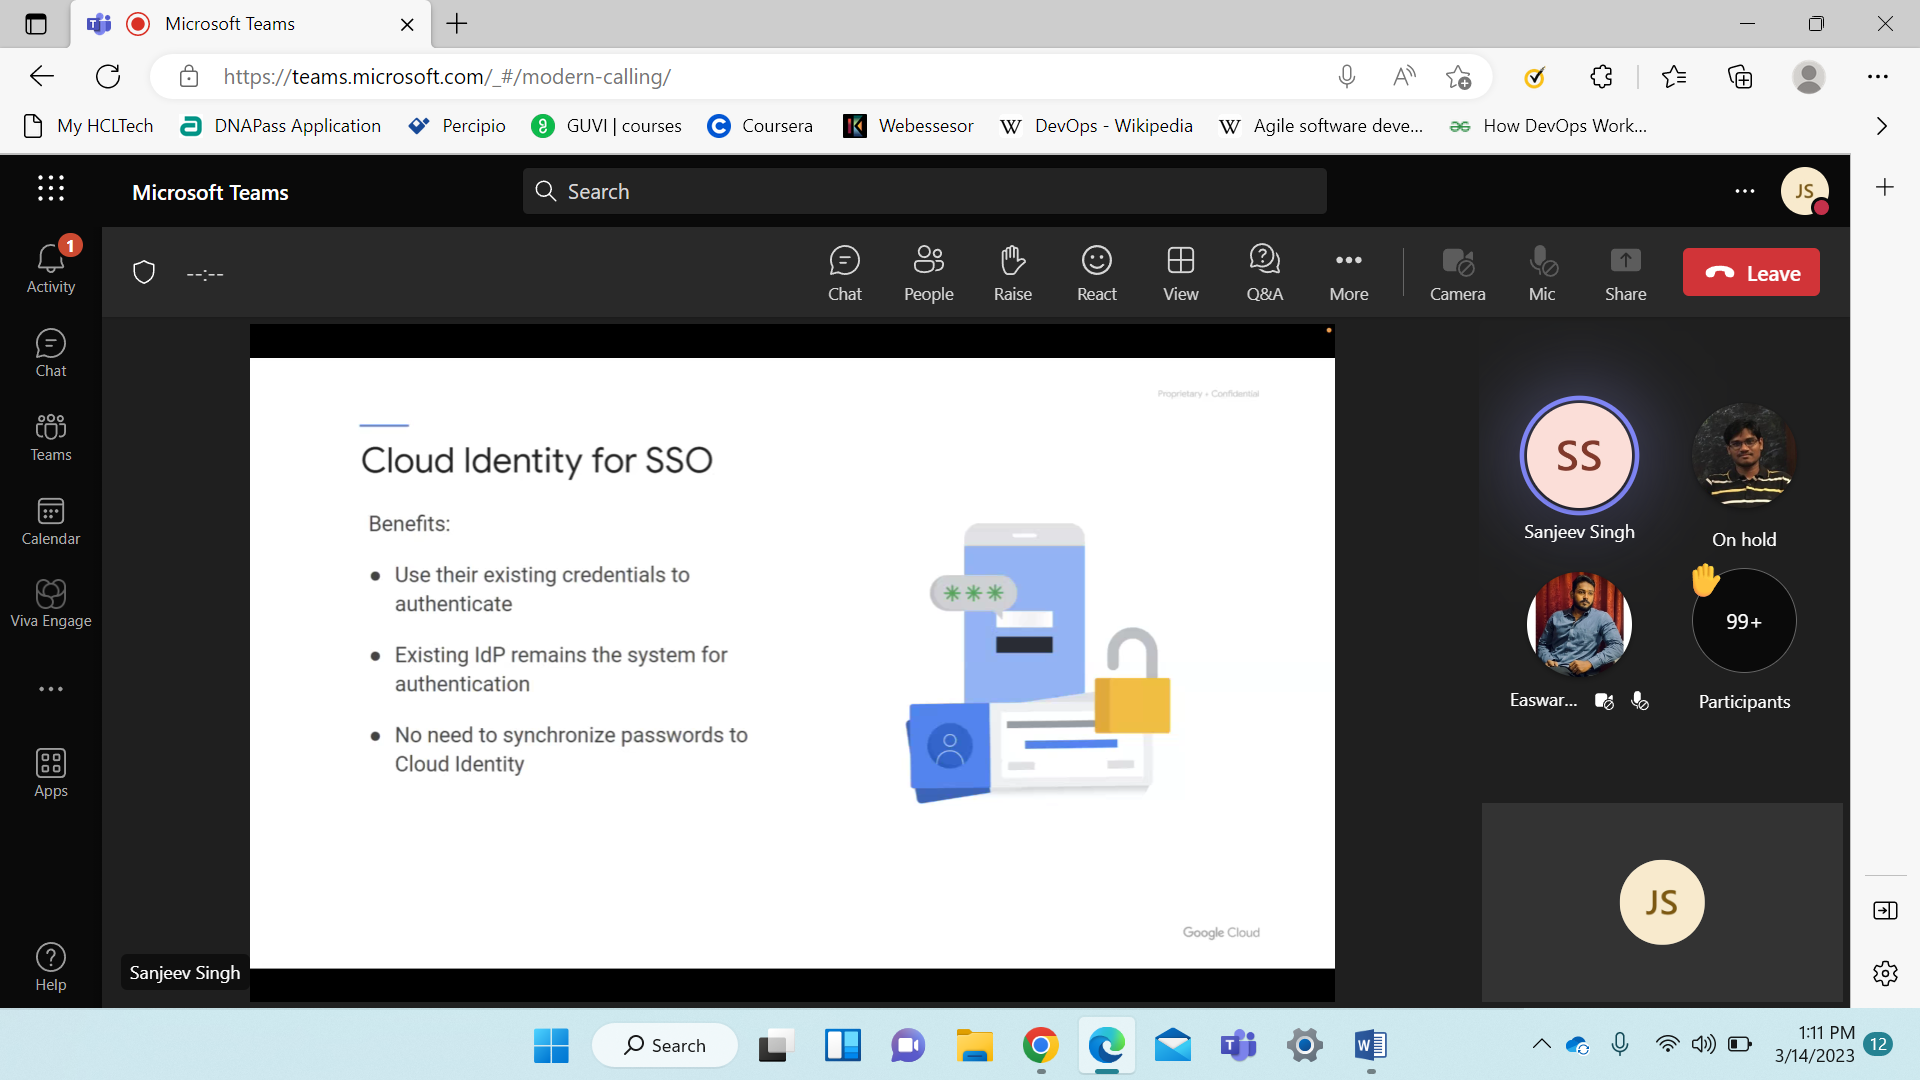 Microsoft Teams
https://teams.microsoft.com/_#/modern-calling/
My HCLTech
DNAPass Application
Percipio
GUVI | courses
Coursera
Webessesor
DevOps - Wikipedia
Agile software deve...
How DevOps Work...
Microsoft Teams
Search
JS
1
Activity
Chat
Teams
Calendar
Viva Engage
Apps
Help
--:--
Chat
People
Raise
React
View
Q&A
More
Camera
Mic
Share
Leave
Proprietary + Confidential
Cloud Identity for SSO
Benefits:
● Use their existing credentials to
authenticate
● Existing IdP remains the system for
authentication
● No need to synchronize passwords to
Cloud Identity
***
Google Cloud
Sanjeev Singh
SS
Sanjeev Singh
On hold
Easwar...
99+
Participants
JS
Search
1:11 PM
3/14/2023
12